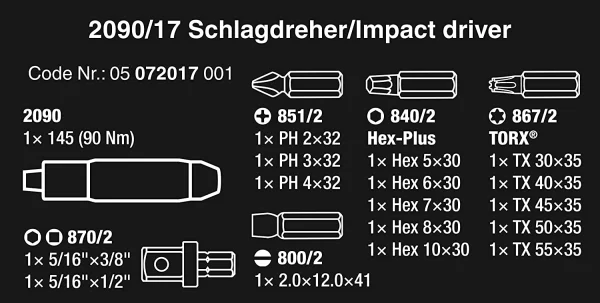 2090/17 Schlagdreher/Impact driver
Code Nr.: 05 072017 001
2090
1× 145 (90 Nm)
870/2
1× 5/16"×3/8"
1× 5/16"×1/2"
851/2
1× PH 2×32
1× PH 3×32
1× PH 4×32
800/2
1× 2.0×12.0×41
840/2
Hex-Plus
1× Hex 5×30
1× Hex 6×30
1× Hex 7×30
1× Hex 8×30
1× Hex 10×30
867/2
TORX®
1× TX 30×35
1× TX 40×35
1× TX 45×35
1× TX 50×35
1× TX 55×35